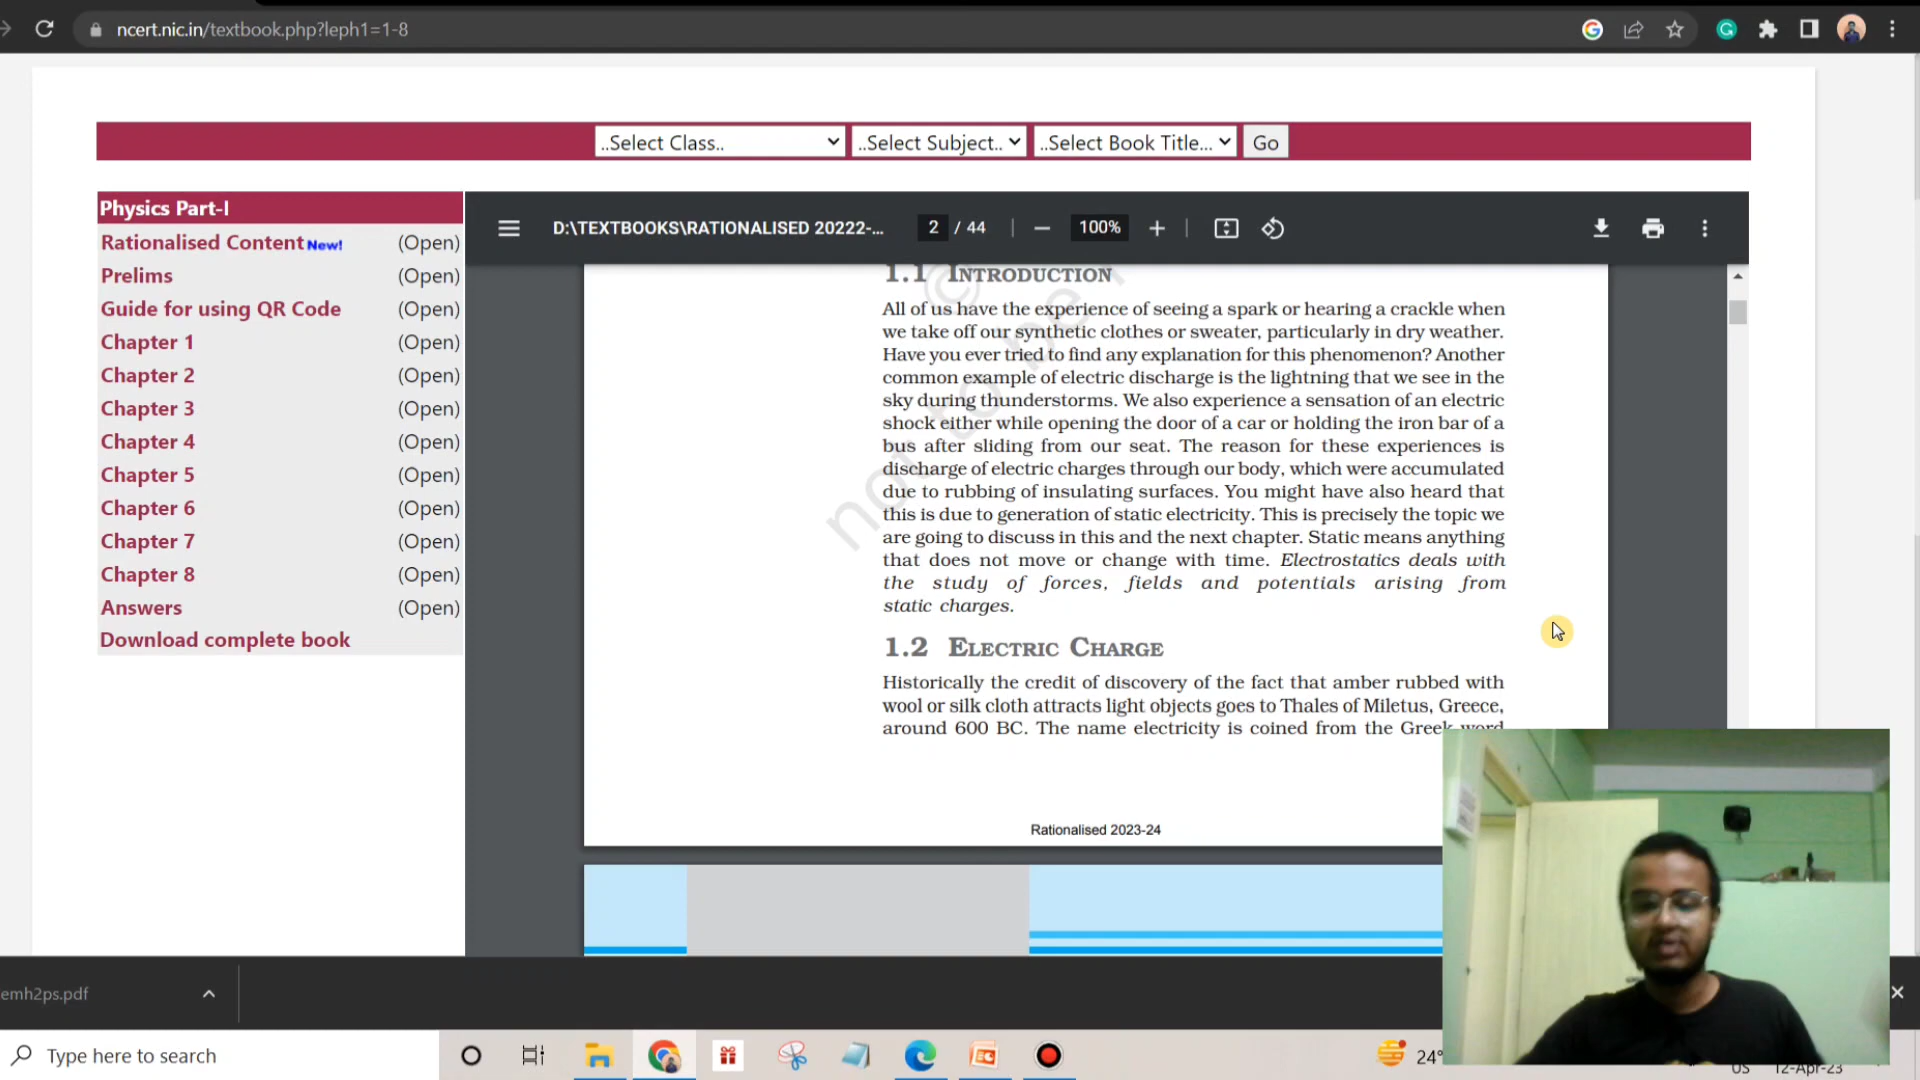 ncert.nic.in/textbook.php?leph1=1-8
..Select Class.. ..Select Subject.. ..Select Book Title... Go
Physics Part-I
Rationalised Content New! (Open)
Prelims (Open)
Guide for using QR Code (Open)
Chapter 1 (Open)
Chapter 2 (Open)
Chapter 3 (Open)
Chapter 4 (Open)
Chapter 5 (Open)
Chapter 6 (Open)
Chapter 7 (Open)
Chapter 8 (Open)
Answers (Open)
Download complete book
D:\TEXTBOOKS\RATIONALISED 20222-... 2 / 44 100%
1.1 INTRODUCTION
All of us have the experience of seeing a spark or hearing a crackle when
we take off our synthetic clothes or sweater, particularly in dry weather.
Have you ever tried to find any explanation for this phenomenon? Another
common example of electric discharge is the lightning that we see in the
sky during thunderstorms. We also experience a sensation of an electric
shock either while opening the door of a car or holding the iron bar of a
bus after sliding from our seat. The reason for these experiences is
discharge of electric charges through our body, which were accumulated
due to rubbing of insulating surfaces. You might have also heard that
this is due to generation of static electricity. This is precisely the topic we
are going to discuss in this and the next chapter. Static means anything
that does not move or change with time. Electrostatics deals with
the study of forces, fields and potentials arising from
static charges.
1.2 ELECTRIC CHARGE
Historically the credit of discovery of the fact that amber rubbed with
wool or silk cloth attracts light objects goes to Thales of Miletus, Greece,
around 600 BC. The name electricity is coined from the Greek word
©
not to be
Rationalised 2023-24
emh2ps.pdf
Type here to search
24°
US 12-Apr-23